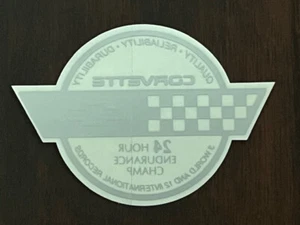 QUALITY · RELIABILITY · DURABILITY
CORVETTE
24 HOUR
ENDURANCE
CHAMP
3 WORLD AND 12 INTERNATIONAL RECORDS